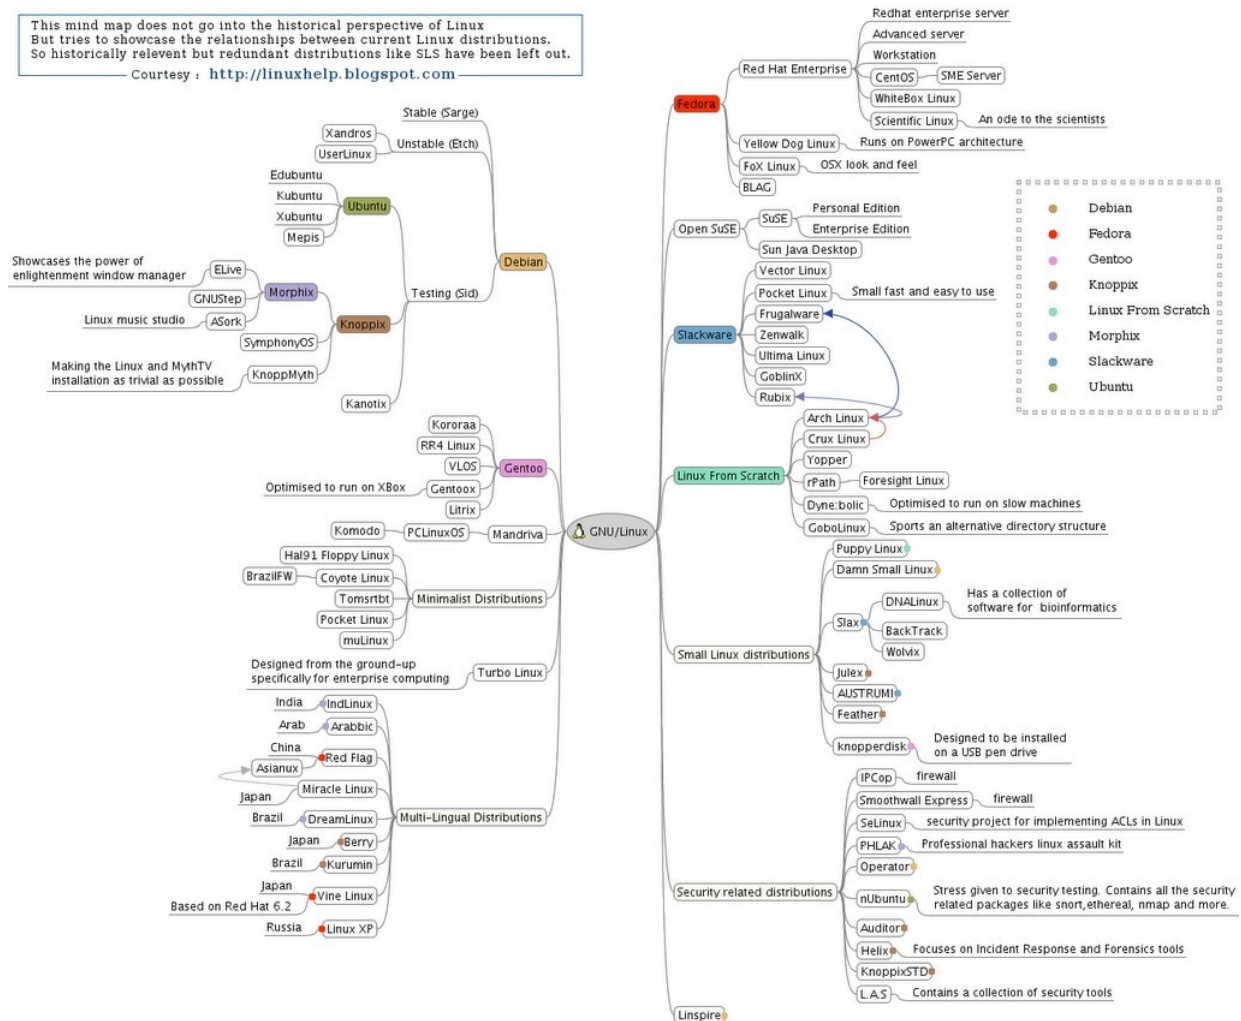 This mind map does not go into the historical perspective of Linux
But tries to showcase the relationships between current Linux distributions.
So historically relevent but redundant distributions like SLS have been left out.
Courtesy : http://linuxhelp.blogspot.com
GNU/Linux
Debian
Stable (Sarge)
Unstable (Etch)
Xandros
UserLinux
Testing (Sid)
Ubuntu
Edubuntu
Kubuntu
Xubuntu
Mepis
Knoppix
Morphix
ELive
Showcases the power of
enlightenment window manager
GNUStep
ASork
Linux music studio
SymphonyOS
KnoppMyth
Making the Linux and MythTV
installation as trivial as possible
Kanotix
Gentoo
Kororaa
RR4 Linux
VLOS
Gentoox
Optimised to run on XBox
Litrix
Mandriva
PCLinuxOS
Komodo
Minimalist Distributions
Hal91 Floppy Linux
Coyote Linux
BrazilFW
Tomsrtbt
Pocket Linux
muLinux
Turbo Linux
Designed from the ground-up
specifically for enterprise computing
Multi-Lingual Distributions
IndLinux
India
Arabbic
Arab
Red Flag
China
Asianux
Miracle Linux
Japan
DreamLinux
Brazil
Berry
Japan
Kurumin
Brazil
Vine Linux
Japan
Based on Red Hat 6.2
Linux XP
Russia
Fedora
Red Hat Enterprise
Redhat enterprise server
Advanced server
Workstation
CentOS
SME Server
WhiteBox Linux
Scientific Linux
An ode to the scientists
Yellow Dog Linux
Runs on PowerPC architecture
FoX Linux
OSX look and feel
BLAG
Open SuSE
SuSE
Personal Edition
Enterprise Edition
Sun Java Desktop
Slackware
Vector Linux
Pocket Linux
Small fast and easy to use
Frugalware
Zenwalk
Ultima Linux
GoblinX
Rubix
Linux From Scratch
Arch Linux
Crux Linux
Yopper
rPath
Foresight Linux
Dyne:bolic
Optimised to run on slow machines
GoboLinux
Sports an alternative directory structure
Small Linux distributions
Puppy Linux
Damn Small Linux
Slax
DNALinux
Has a collection of
software for bioinformatics
BackTrack
Wolvix
Julex
AUSTRUMI
Feather
knopperdisk
Designed to be installed
on a USB pen drive
Security related distributions
IPCop
firewall
Smoothwall Express
firewall
SeLinux
security project for implementing ACLs in Linux
PHLAK
Professional hackers linux assault kit
Operator
nUbuntu
Stress given to security testing. Contains all the security
related packages like snort,ethereal, nmap and more.
Auditor
Helix
Focuses on Incident Response and Forensics tools
KnoppixSTD
L.A.S
Contains a collection of security tools
Linspire
Debian
Fedora
Gentoo
Knoppix
Linux From Scratch
Morphix
Slackware
Ubuntu